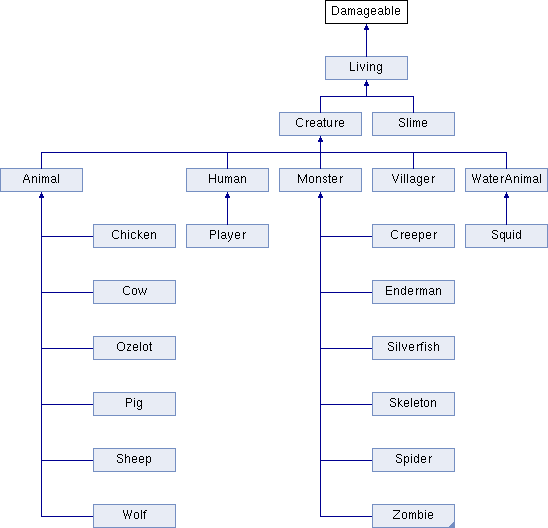 Damageable
Living
Creature
Slime
Animal
Human
Monster
Villager
WaterAnimal
Chicken
Player
Creeper
Squid
Cow
Enderman
Ozelot
Silverfish
Pig
Skeleton
Sheep
Spider
Wolf
Zombie